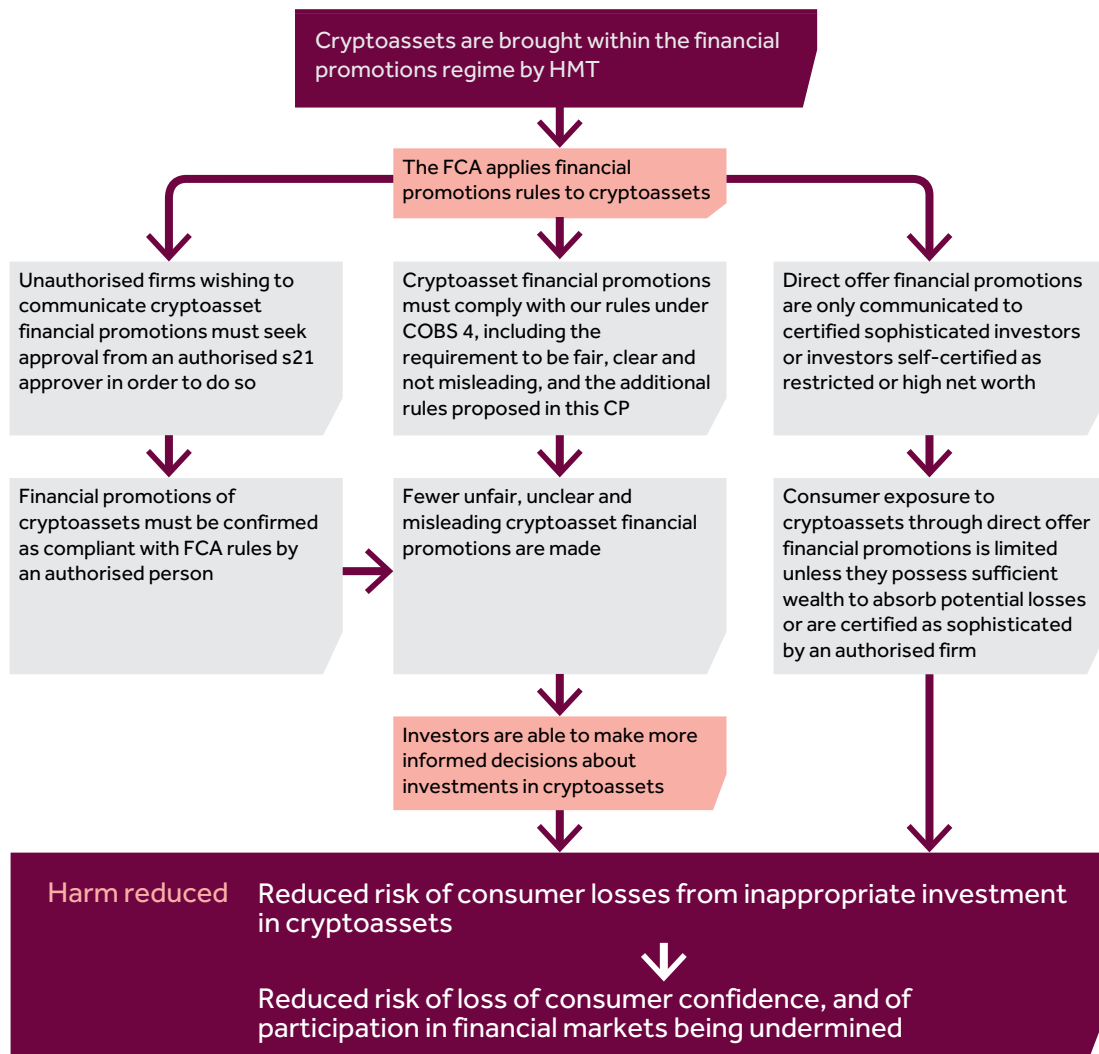 Cryptoassets are brought within the financial
promotions regime by HMT
The FCA applies financial
promotions rules to cryptoassets
Unauthorised firms wishing to
communicate cryptoasset
financial promotions must seek
approval from an authorised s21
approver in order to do so
Cryptoasset financial promotions
must comply with our rules under
COBS 4, including the
requirement to be fair, clear and
not misleading, and the additional
rules proposed in this CP
Direct offer financial promotions
are only communicated to
certified sophisticated investors
or investors self-certified as
restricted or high net worth
Financial promotions of
cryptoassets must be confirmed
as compliant with FCA rules by
an authorised person
Fewer unfair, unclear and
misleading cryptoasset financial
promotions are made
Consumer exposure to
cryptoassets through direct offer
financial promotions is limited
unless they possess sufficient
wealth to absorb potential losses
or are certified as sophisticated
by an authorised firm
Investors are able to make more
informed decisions about
investments in cryptoassets
Harm reduced
Reduced risk of consumer losses from inappropriate investment
in cryptoassets
Reduced risk of loss of consumer confidence, and of
participation in financial markets being undermined